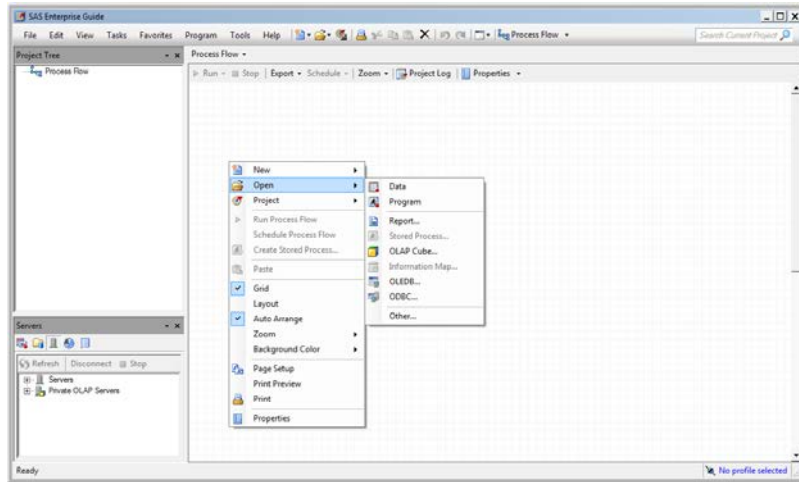 SAS Enterprise Guide
File Edit View Tasks Favorites Program Tools Help Process Flow
Search Current Project
Project Tree
Process Flow
Process Flow
Run Stop Export Schedule Zoom Project Log Properties
New
Open
Project
Run Process Flow
Schedule Process Flow
Create Stored Process...
Paste
Grid
Layout
Auto Arrange
Zoom
Background Color
Page Setup
Print Preview
Print
Properties
Data
Program
Report...
Stored Process...
OLAP Cube...
Information Map...
OLEDB...
ODBC...
Other...
Servers
Refresh Disconnect Stop
Servers
Private OLAP Servers
Ready
No profile selected